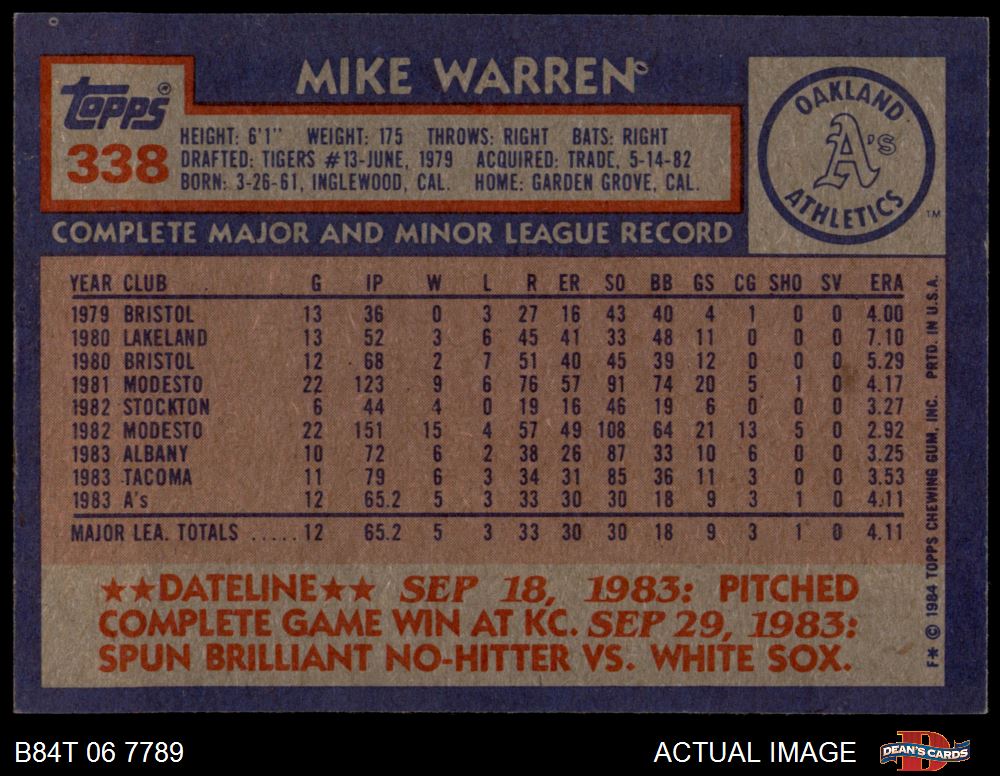 MIKE WARREN
topps®
338
HEIGHT: 6'1" WEIGHT: 175 THROWS: RIGHT BATS: RIGHT
DRAFTED: TIGERS #13-JUNE, 1979 ACQUIRED: TRADE, 5-14-82
BORN: 3-26-61, INGLEWOOD, CAL. HOME: GARDEN GROVE, CAL.
OAKLAND
A's
ATHLETICS
TM
COMPLETE MAJOR AND MINOR LEAGUE RECORD
YEAR CLUB G IP W L R ER SO BB GS CG SHO SV ERA
1979 BRISTOL 13 36 0 3 27 16 43 40 4 1 0 0 4.00
1980 LAKELAND 13 52 3 6 45 41 33 48 11 0 0 0 7.10
1980 BRISTOL 12 68 2 7 51 40 45 39 12 0 0 0 5.29
1981 MODESTO 22 123 9 6 76 57 91 74 20 5 1 0 4.17
1982 STOCKTON 6 44 4 0 19 16 46 19 6 0 0 0 3.27
1982 MODESTO 22 151 15 4 57 49 108 64 21 13 5 0 2.92
1983 ALBANY 10 72 6 2 38 26 87 33 10 6 0 0 3.25
1983 TACOMA 11 79 6 3 34 31 85 36 11 3 0 0 3.53
1983 A's 12 65.2 5 3 33 30 30 18 9 3 1 0 4.11
MAJOR LEA. TOTALS ..... 12 65.2 5 3 33 30 30 18 9 3 1 0 4.11
★★DATELINE★★ SEP 18, 1983: PITCHED
COMPLETE GAME WIN AT KC. SEP 29, 1983:
SPUN BRILLIANT NO-HITTER VS. WHITE SOX.
F* © 1984 TOPPS CHEWING GUM, INC. PRTD. IN U.S.A.
B84T 06 7789 ACTUAL IMAGE
D
DEAN'S CARDS